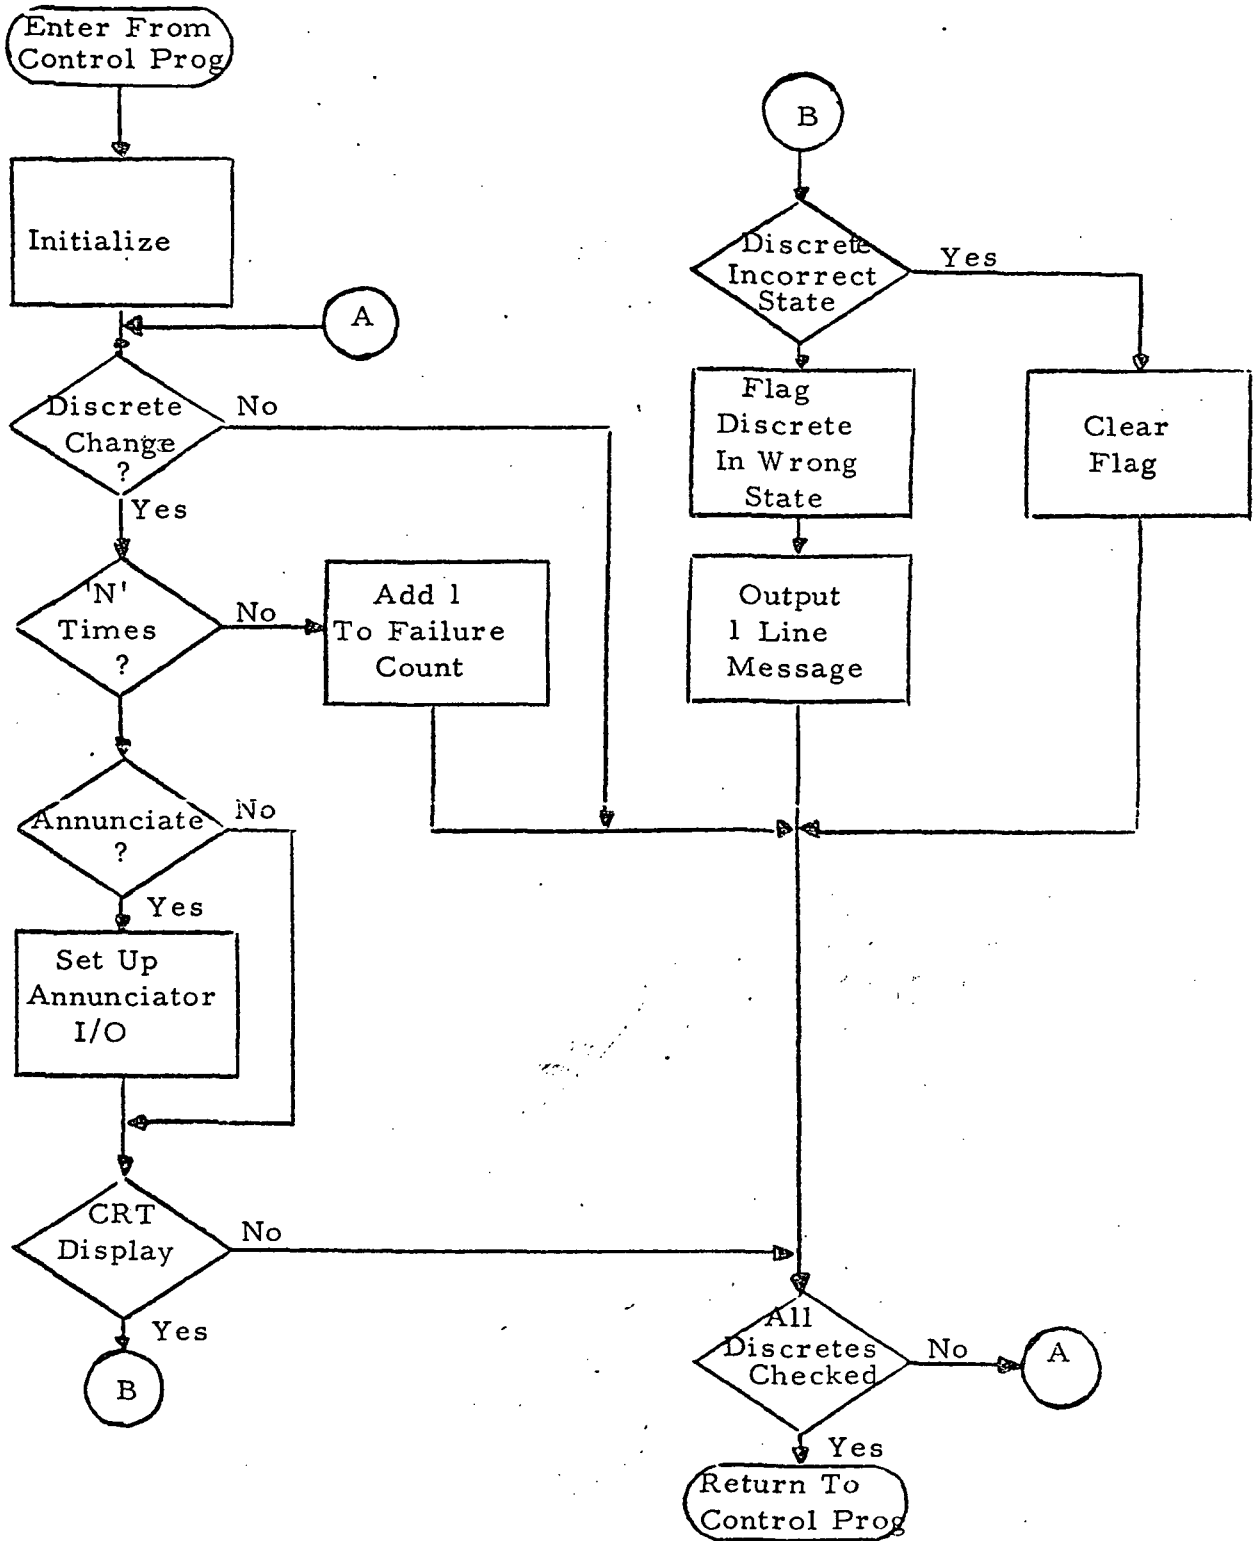 Enter From
Control Prog
Initialize
A
Discrete
Change
?
No
Yes
'N'
Times
?
No
Add 1
To Failure
Count
Annunciate
?
No
Yes
Set Up
Annunciator
I/O
CRT
Display
No
Yes
B
B
Discrete
Incorrect
State
Yes
Flag
Discrete
In Wrong
State
Clear
Flag
Output
1 Line
Message
All
Discretes
Checked
No
A
Yes
Return To
Control Prog